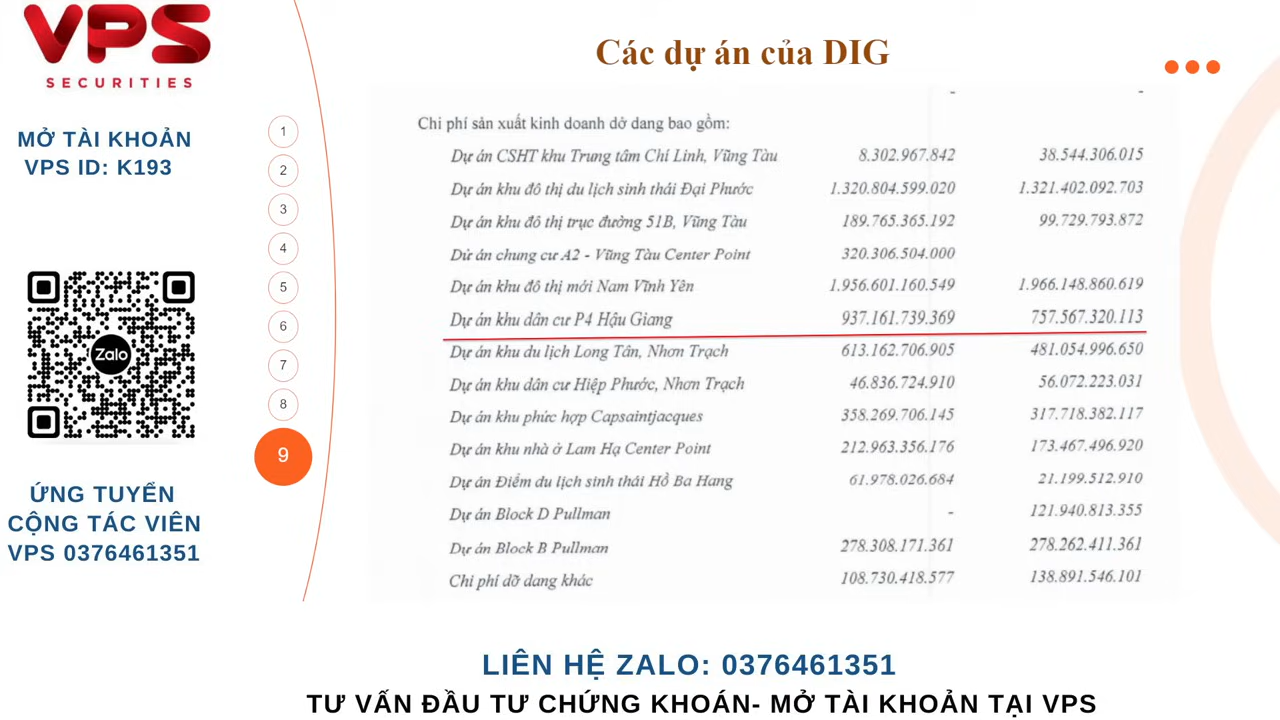 VPS
SECURITIES
MỞ TÀI KHOẢN
VPS ID: K193
Zalo
ỨNG TUYỂN
CỘNG TÁC VIÊN
VPS 0376461351
1
2
3
4
5
6
7
8
9
Các dự án của DIG
- -
Chi phí sản xuất kinh doanh dở dang bao gồm:
Dự án CSHT khu Trung tâm Chí Linh, Vũng Tàu 8.302.967.842 38.544.306.015
Dự án khu đô thị du lịch sinh thái Đại Phước 1.320.804.599.020 1.321.402.092.703
Dự án khu đô thị trục đường 51B, Vũng Tàu 189.765.365.192 99.729.793.872
Dử án chung cư A2 - Vũng Tàu Center Point 320.306.504.000
Dự án khu đô thị mới Nam Vĩnh Yên 1.956.601.160.549 1.966.148.860.619
Dự án khu dân cư P4 Hậu Giang 937.161.739.369 757.567.320.113
Dự án khu du lịch Long Tân, Nhơn Trạch 613.162.706.905 481.054.996.650
Dự án khu dân cư Hiệp Phước, Nhơn Trạch 46.836.724.910 56.072.223.031
Dự án khu phức hợp Capsaintjacques 358.269.706.145 317.718.382.117
Dự án khu nhà ở Lam Hạ Center Point 212.963.356.176 173.467.496.920
Dự án Điểm du lịch sinh thái Hồ Ba Hang 61.978.026.684 21.199.512.910
Dự án Block D Pullman - 121.940.813.355
Dự án Block B Pullman 278.308.171.361 278.262.411.361
Chi phí dỡ dang khác 108.730.418.577 138.891.546.101
LIÊN HỆ ZALO: 0376461351
TƯ VẤN ĐẦU TƯ CHỨNG KHOÁN- MỞ TÀI KHOẢN TẠI VPS